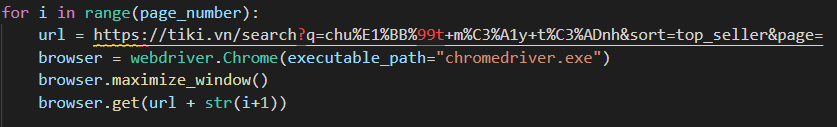 for i in range(page_number):
url = https://tiki.vn/search?q=chu%E1%BB%99t+m%C3%A1y+t%C3%ADnh&sort=top_seller&page=
browser = webdriver.Chrome(executable_path="chromedriver.exe")
browser.maximize_window()
browser.get(url + str(i+1))